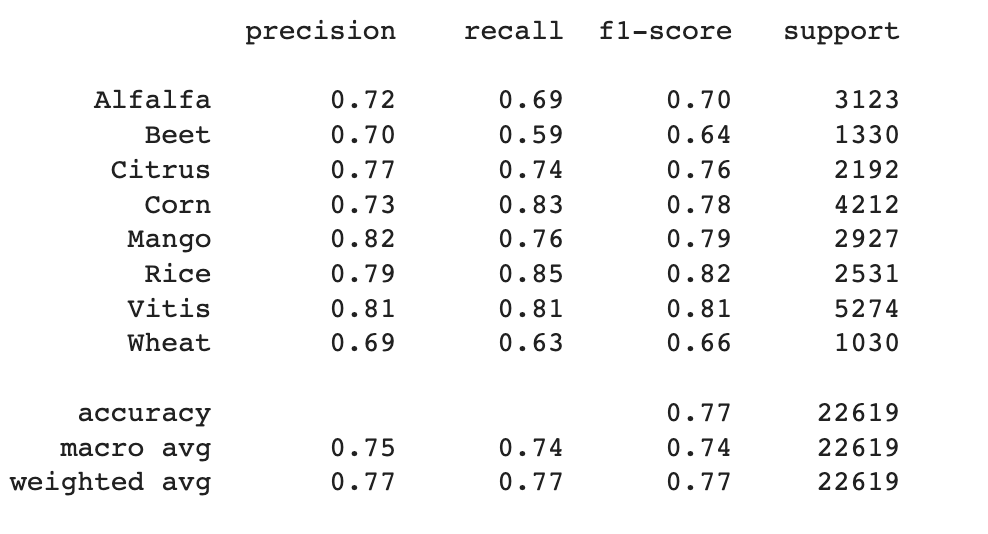 precision recall f1-score support
Alfalfa 0.72 0.69 0.70 3123
Beet 0.70 0.59 0.64 1330
Citrus 0.77 0.74 0.76 2192
Corn 0.73 0.83 0.78 4212
Mango 0.82 0.76 0.79 2927
Rice 0.79 0.85 0.82 2531
Vitis 0.81 0.81 0.81 5274
Wheat 0.69 0.63 0.66 1030
accuracy 0.77 22619
macro avg 0.75 0.74 0.74 22619
weighted avg 0.77 0.77 0.77 22619